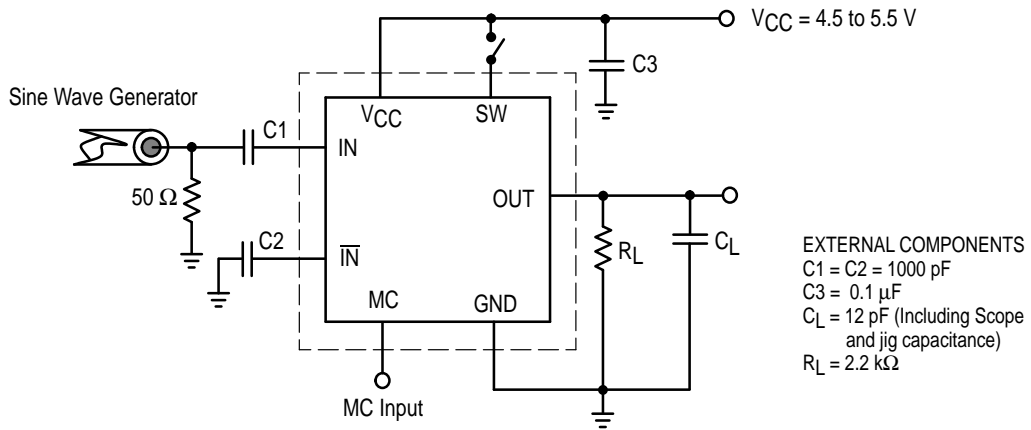 VCC = 4.5 to 5.5 V
C3
Sine Wave Generator
VCC
SW
C1
IN
50 Ω
OUT
C2
IN
RL
CL
MC
GND
MC Input
EXTERNAL COMPONENTS
C1 = C2 = 1000 pF
C3 = 0.1 µF
CL = 12 pF (Including Scope
and jig capacitance)
RL = 2.2 kΩ